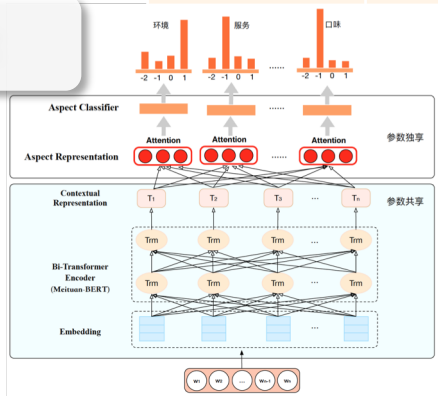 环境 服务 口味
-2 -1 0 1 -2 -1 0 1 ...... -2 -1 0 1
Aspect Classifier
Attention Attention Attention
参数独享
Aspect Representation ......
Contextual
Representation
T1 T2 T3 ... Tn
参数共享
Trm Trm Trm ... Trm
Bi-Transformer
Encoder
(Meituan-BERT)
Trm Trm Trm ... Trm
Embedding ...
W1 W2 ... Wn-1 Wn